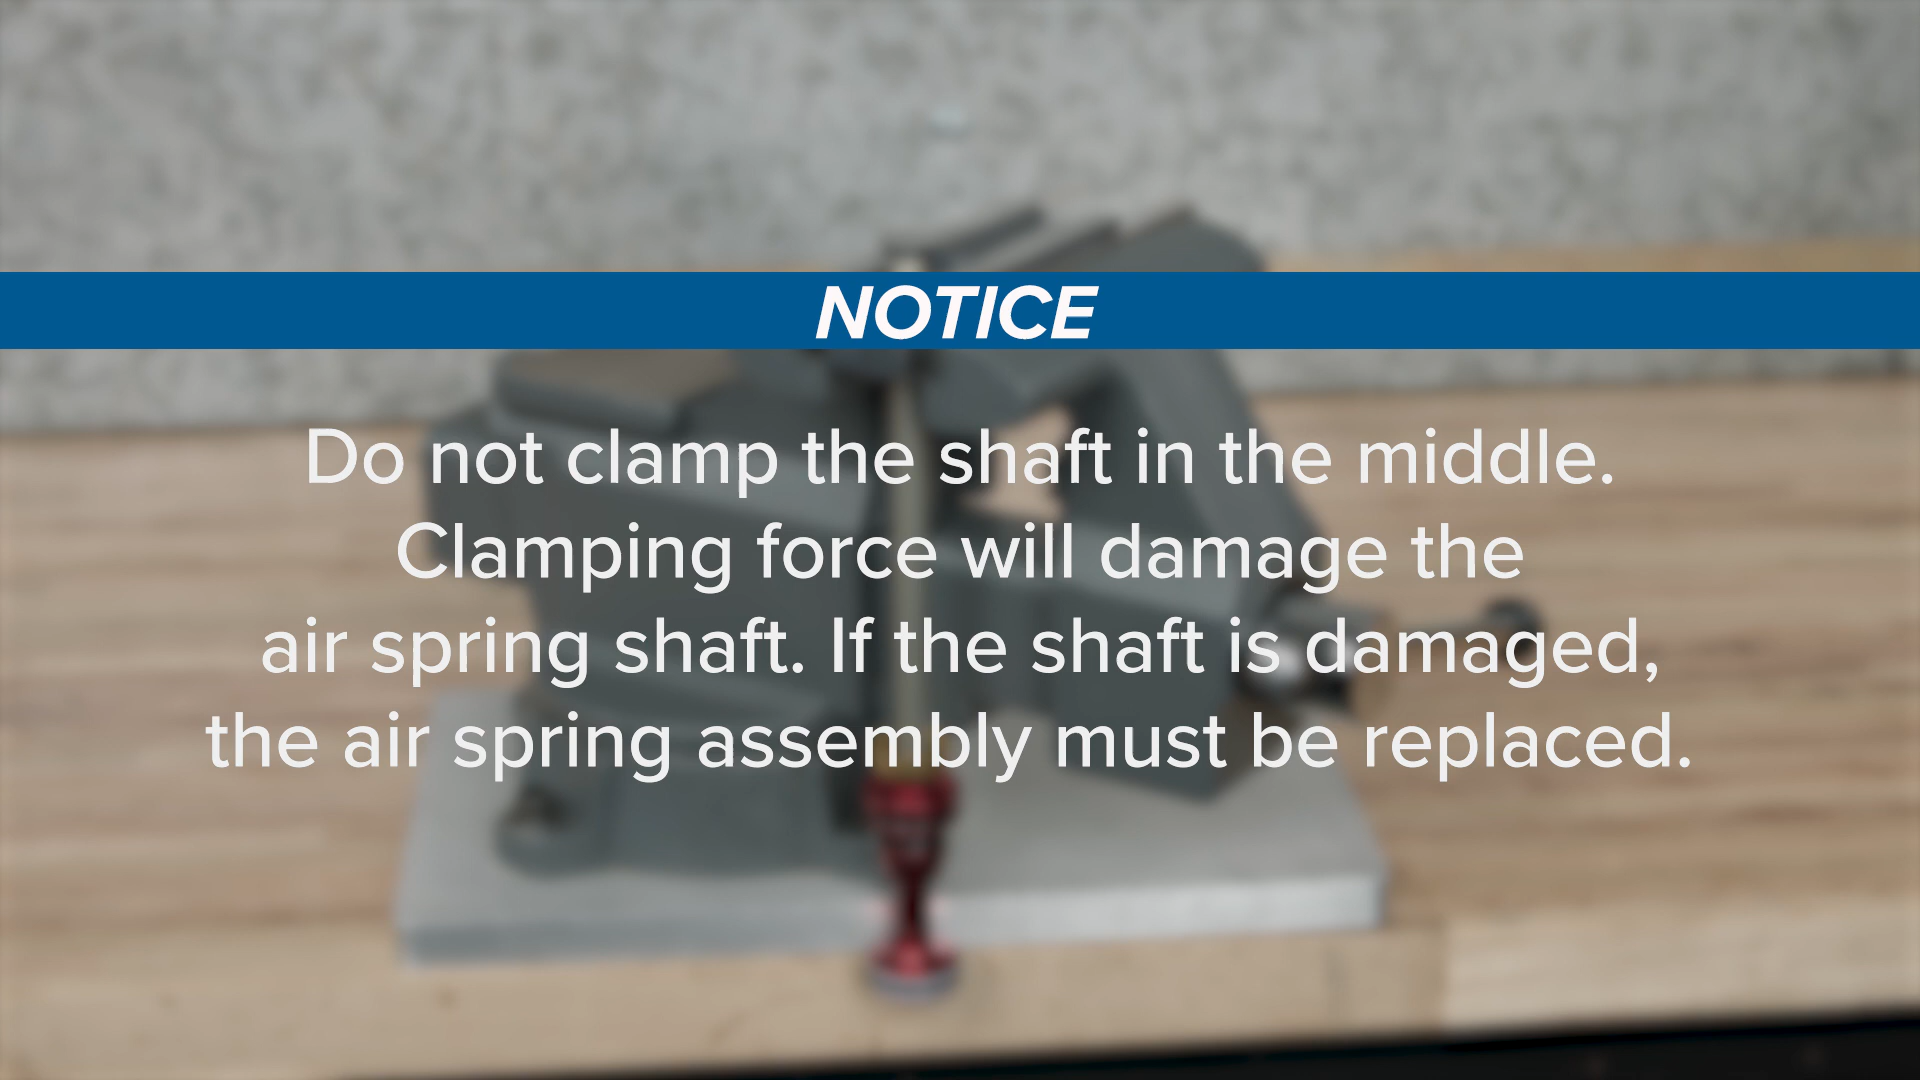 NOTICE
Do not clamp the shaft in the middle.
Clamping force will damage the
air spring shaft. If the shaft is damaged,
the air spring assembly must be replaced.